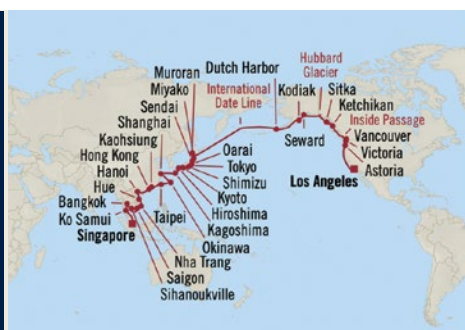 Muroran
Dutch Harbor
Hubbard
Glacier
Miyako
International
Date Line
Kodiak
Sitka
Sendai
Ketchikan
Shanghai
Inside Passage
Kaohsiung
Vancouver
Hong Kong
Oarai
Seward
Victoria
Hanoi
Tokyo
Astoria
Hue
Shimizu
Los Angeles
Bangkok
Kyoto
Ko Samui
Taipei
Hiroshima
Singapore
Kagoshima
Okinawa
Nha Trang
Saigon
Sihanoukville